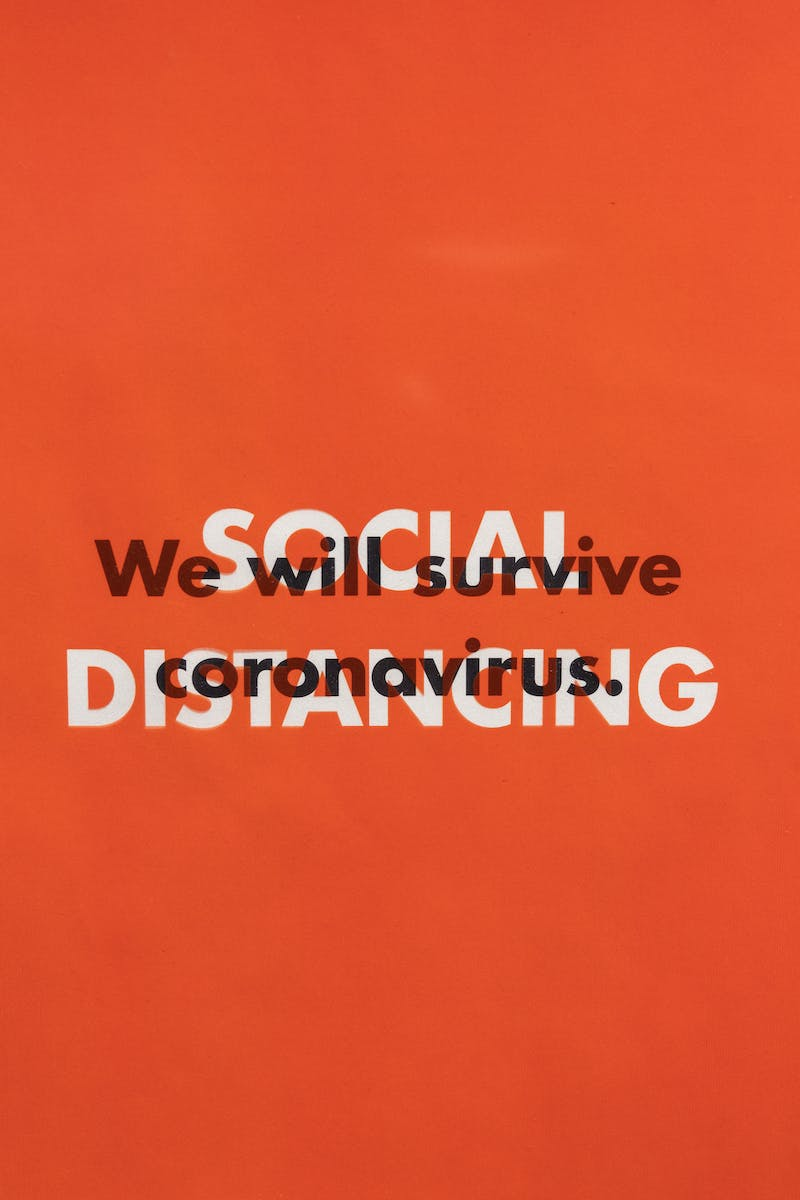 SOCIAL
We will survive
DISTANCING
coronavirus.